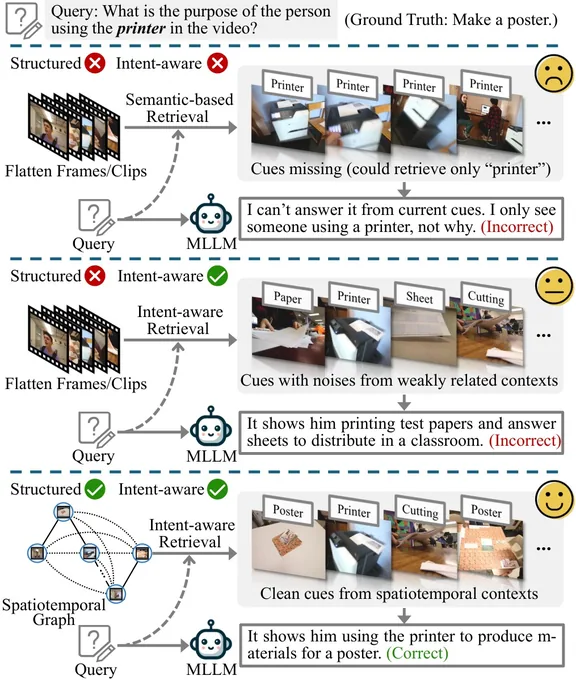 Query: What is the purpose of the person
using the printer in the video?
(Ground Truth: Make a poster.)
Structured Intent-aware
Semantic-based
Retrieval
Flatten Frames/Clips
Query
MLLM
Printer Printer Printer Printer
...
Cues missing (could retrieve only “printer”)
I can’t answer it from current cues. I only see
someone using a printer, not why. (Incorrect)
Structured Intent-aware
Intent-aware
Retrieval
Flatten Frames/Clips
Query
MLLM
Paper Printer Sheet Cutting
...
Cues with noises from weakly related contexts
It shows him printing test papers and answer
sheets to distribute in a classroom. (Incorrect)
Structured Intent-aware
Intent-aware
Retrieval
Spatiotemporal
Graph
Query
MLLM
Poster Printer Cutting Poster
...
Clean cues from spatiotemporal contexts
It shows him using the printer to produce m-
aterials for a poster. (Correct)